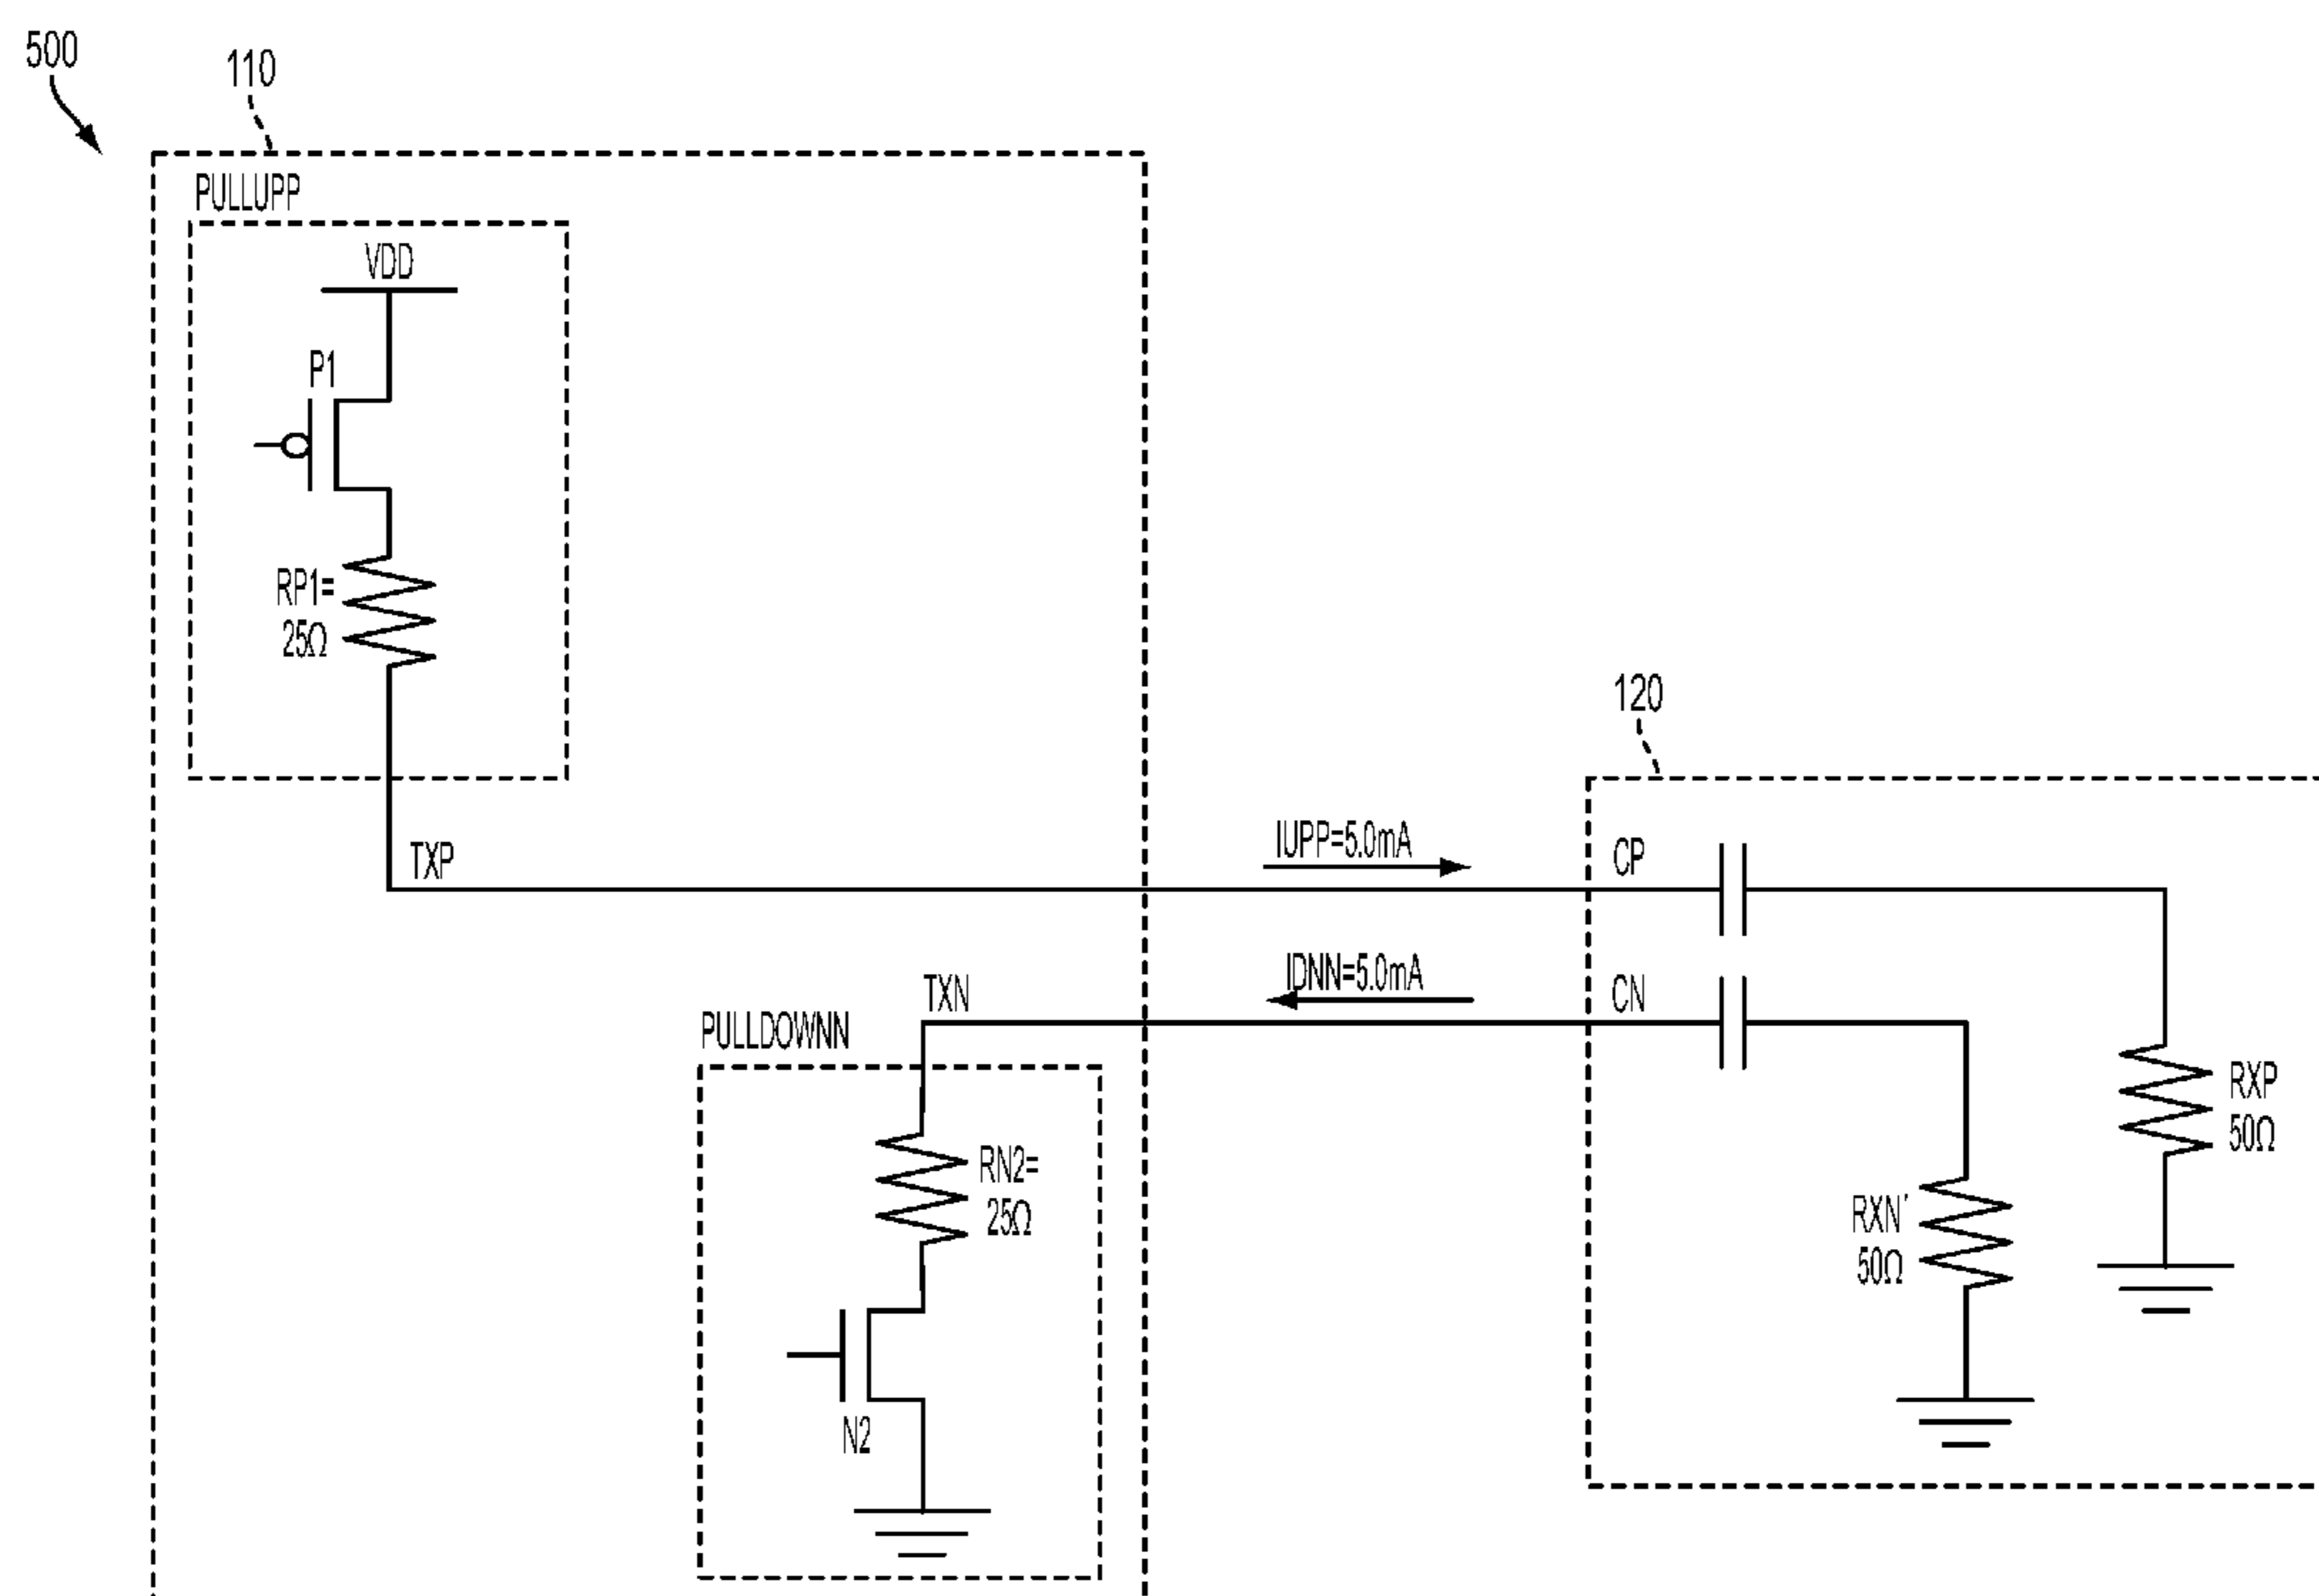 500
110
PULLUPP
VDD
P1
RP1=
25Ω
TXP
120
IUPP=5.0mA
CP
IDNN=5.0mA
CN
TXN
PULLDOWNN
RN2=
25Ω
N2
RXP
50Ω
RXN'
50Ω